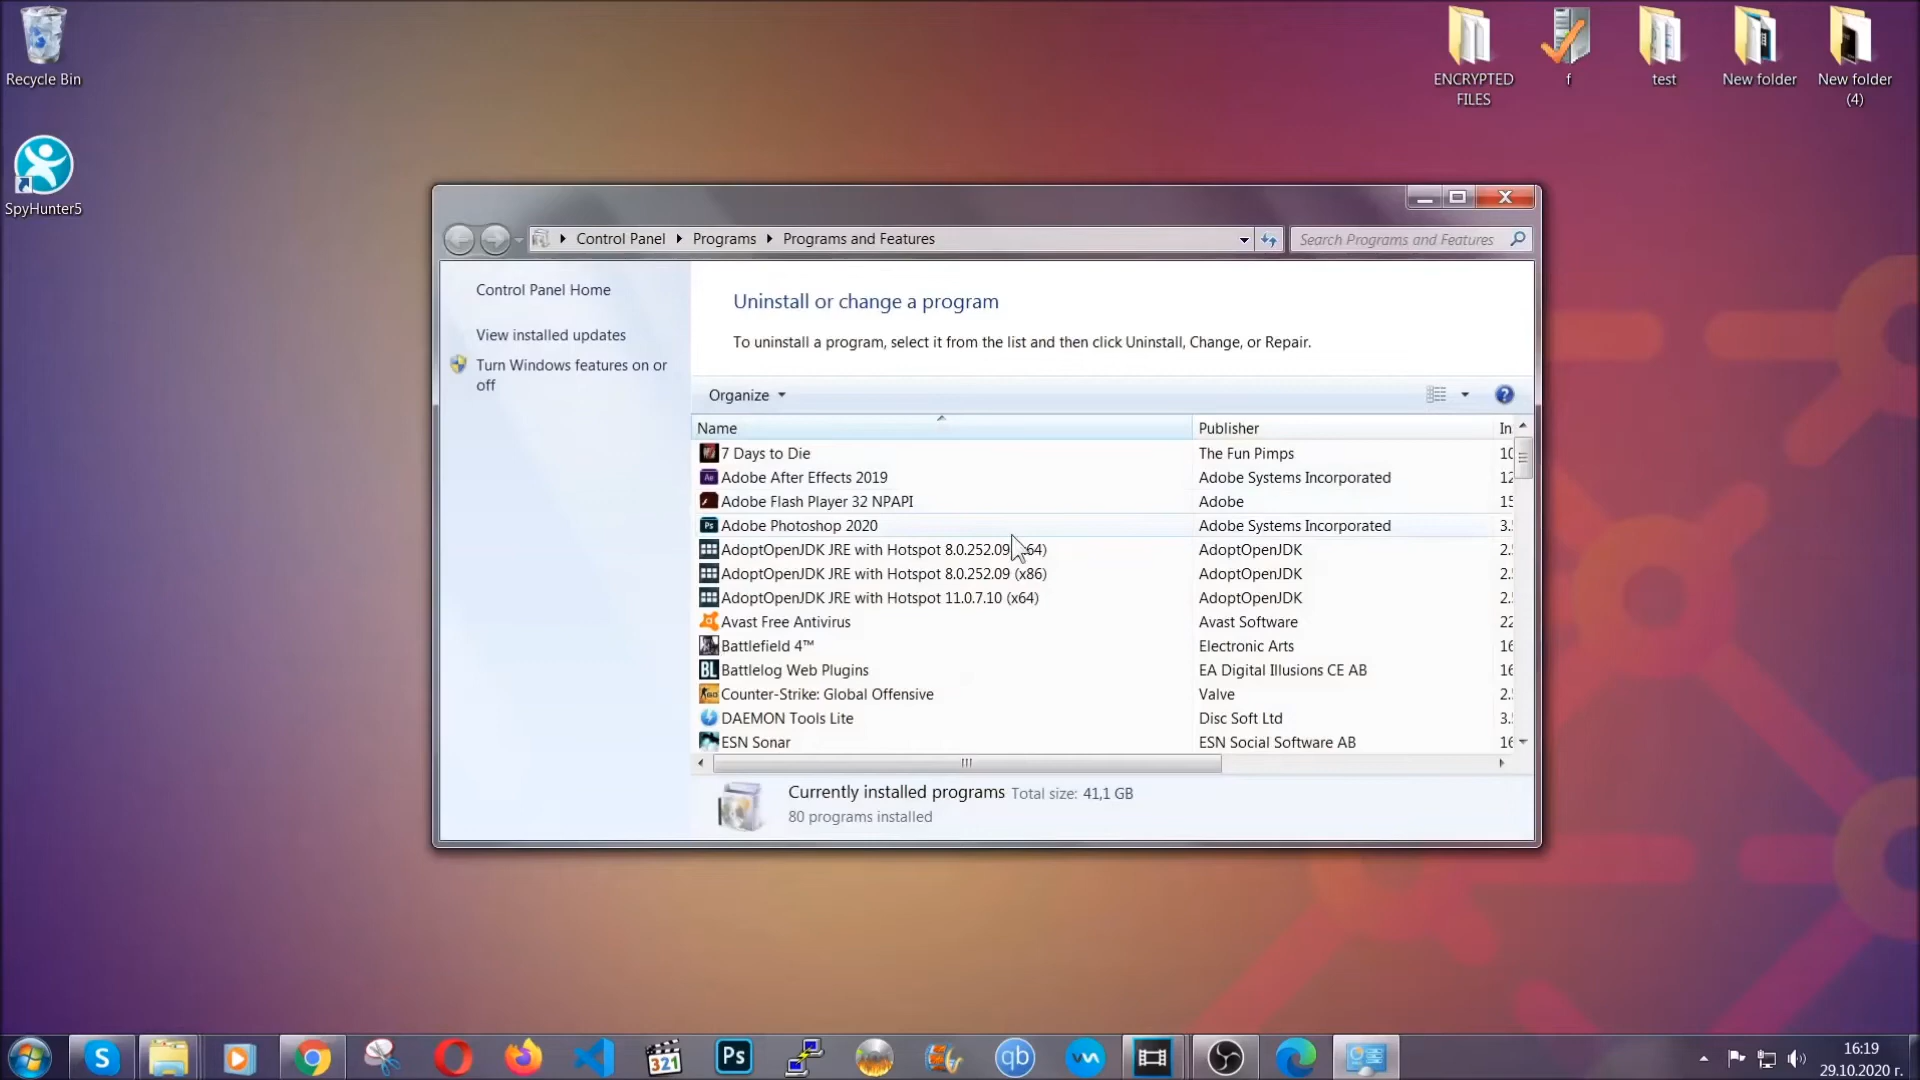 Recycle Bin
SpyHunter5
ENCRYPTED
FILES
f
test
New folder
New folder
(4)
Control Panel
Programs
Programs and Features
Search Programs and Features
Control Panel Home
View installed updates
Turn Windows features on or
off
Uninstall or change a program
To uninstall a program, select it from the list and then click Uninstall, Change, or Repair.
Organize
Name Publisher In
7 Days to Die The Fun Pimps 10
Adobe After Effects 2019 Adobe Systems Incorporated 12
Adobe Flash Player 32 NPAPI Adobe 15
Adobe Photoshop 2020 Adobe Systems Incorporated 3.
AdoptOpenJDK JRE with Hotspot 8.0.252.09 x64) AdoptOpenJDK 2.
AdoptOpenJDK JRE with Hotspot 8.0.252.09 (x86) AdoptOpenJDK 2.
AdoptOpenJDK JRE with Hotspot 11.0.7.10 (x64) AdoptOpenJDK 2.
Avast Free Antivirus Avast Software 22
Battlefield 4™ Electronic Arts 16
Battlelog Web Plugins EA Digital Illusions CE AB 16
Counter-Strike: Global Offensive Valve 2.
DAEMON Tools Lite Disc Soft Ltd 3.
ESN Sonar ESN Social Software AB 16
Currently installed programs Total size: 41,1 GB
80 programs installed
16:19
29.10.2020 г.